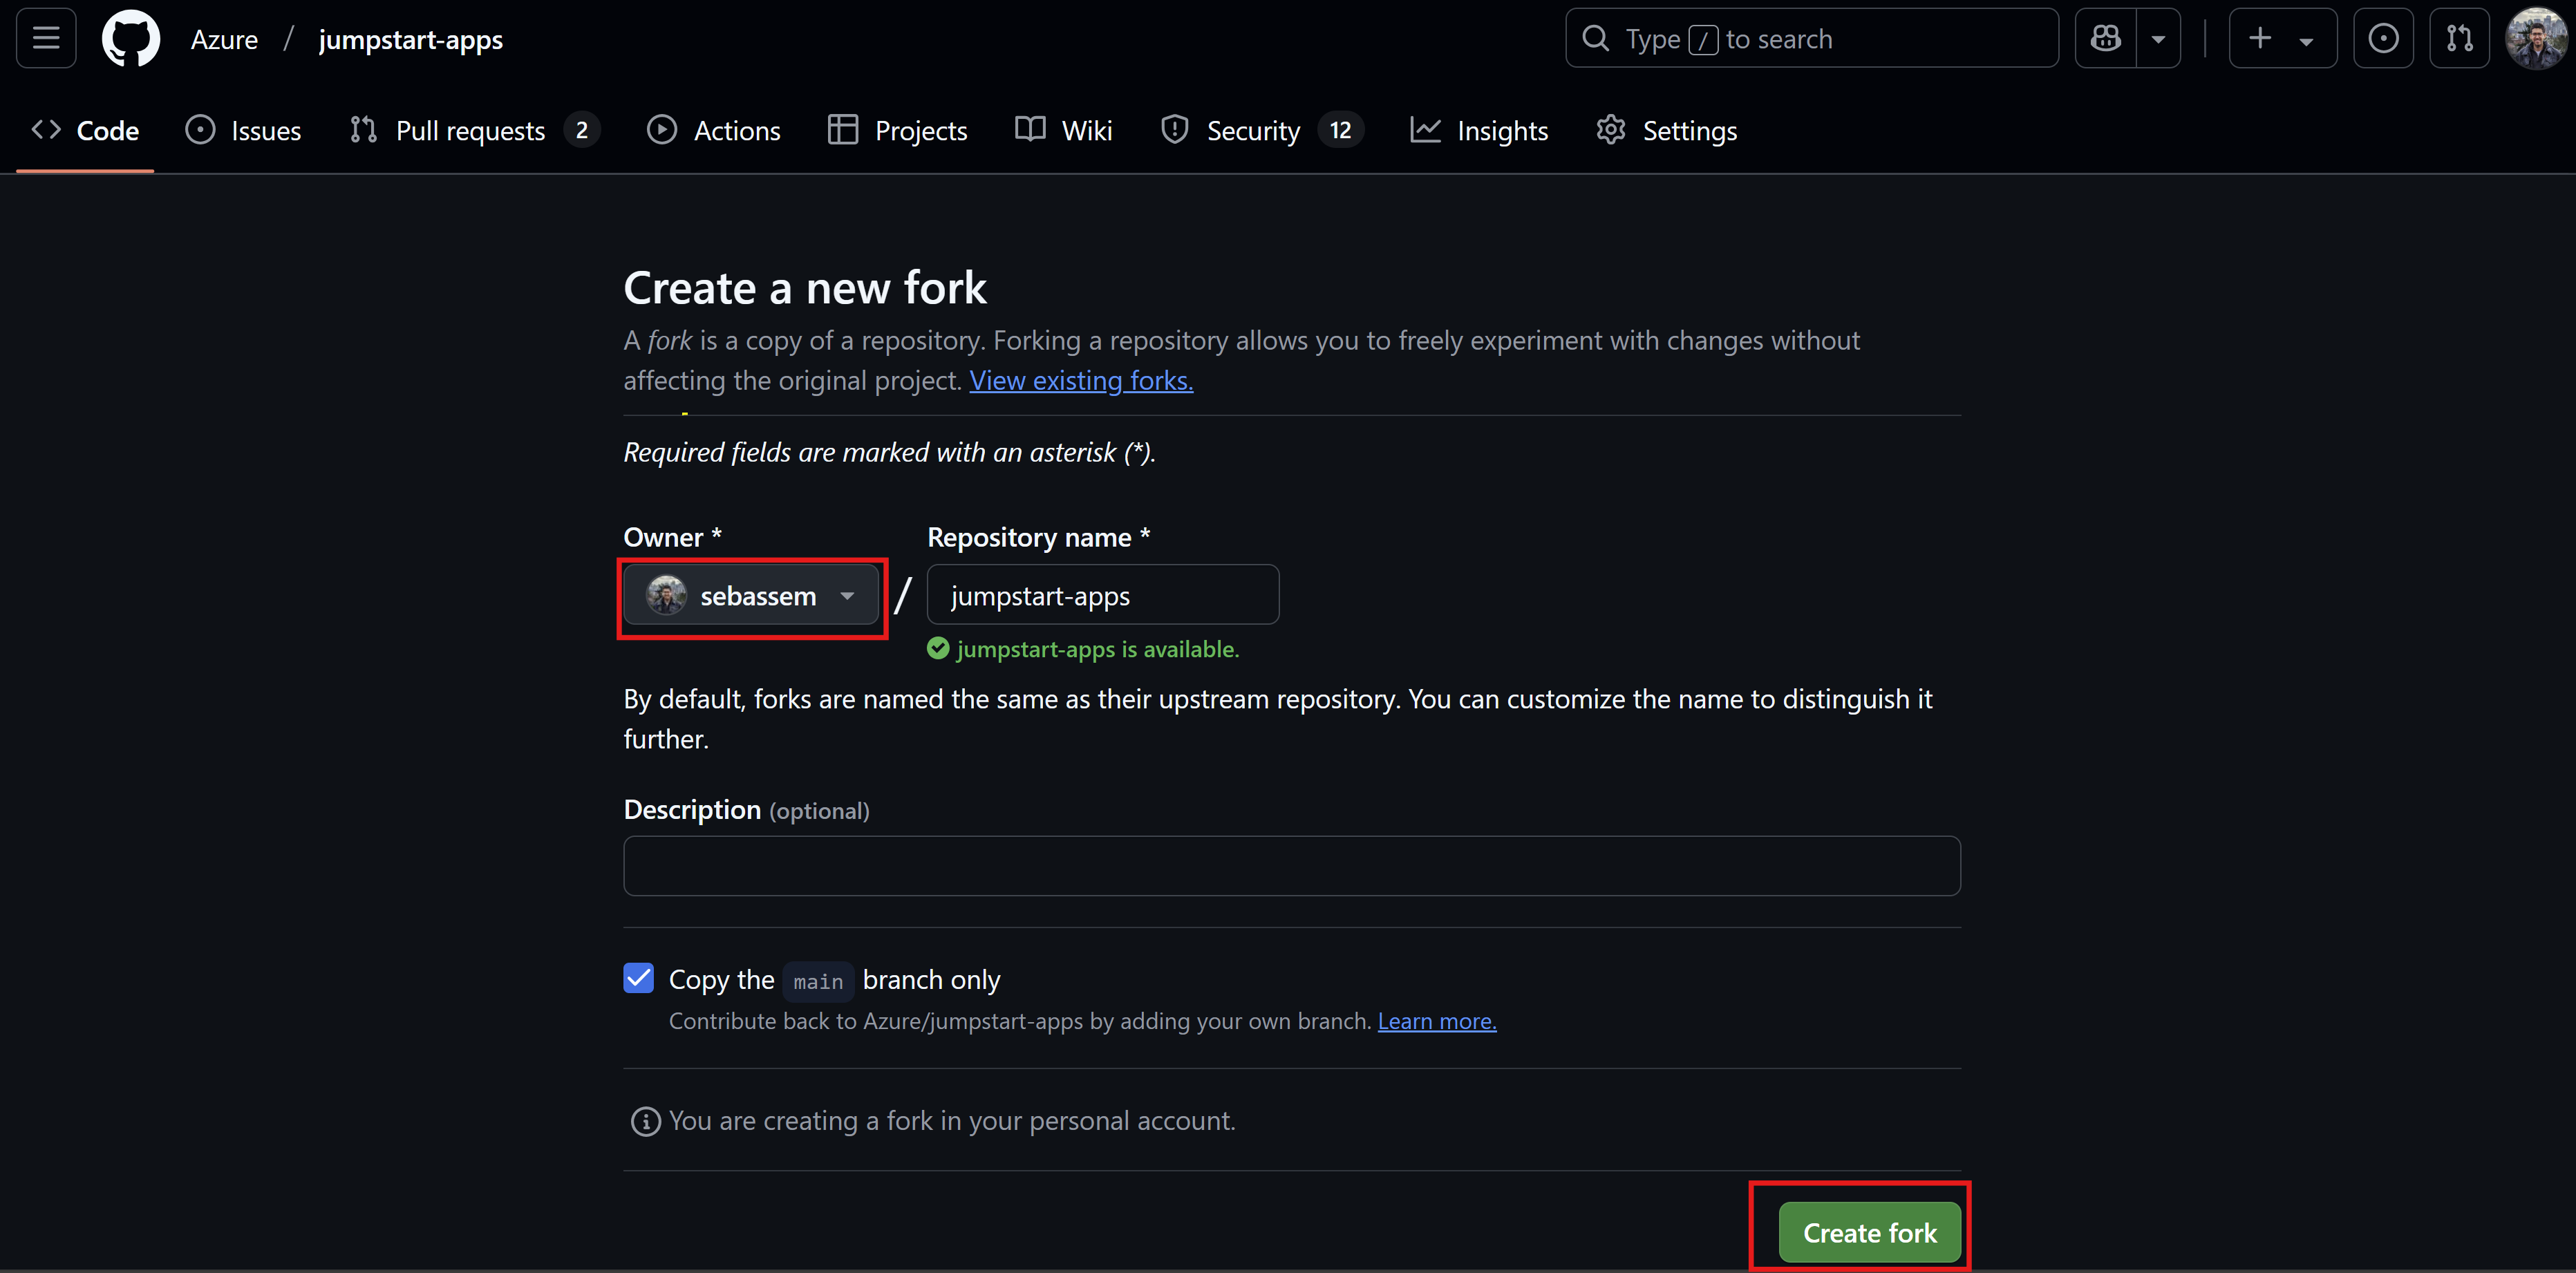 Azure / jumpstart-apps
Type / to search
Code Issues Pull requests 2 Actions Projects Wiki Security 12 Insights Settings
Create a new fork
A fork is a copy of a repository. Forking a repository allows you to freely experiment with changes without
affecting the original project. View existing forks.
Required fields are marked with an asterisk (*).
Owner * Repository name *
sebassem / jumpstart-apps
jumpstart-apps is available.
By default, forks are named the same as their upstream repository. You can customize the name to distinguish it
further.
Description (optional)
Copy the main branch only
Contribute back to Azure/jumpstart-apps by adding your own branch. Learn more.
You are creating a fork in your personal account.
Create fork